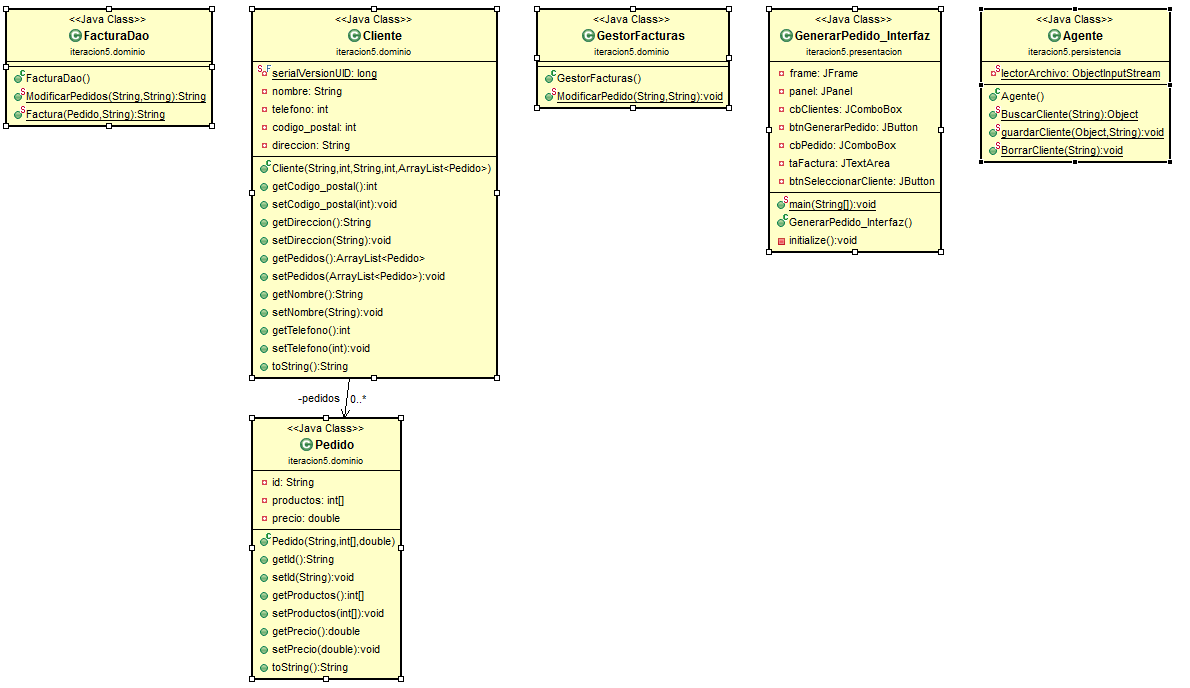 <<Java Class>>
FacturaDao
iteracion5.dominio
FacturaDao()
ModificarPedidos(String,String):String
Factura(Pedido,String):String
<<Java Class>>
Cliente
iteracion5.dominio
serialVersionUID: long
nombre: String
telefono: int
codigo_postal: int
direccion: String
Cliente(String,int,String,int,ArrayList<Pedido>)
getCodigo_postal():int
setCodigo_postal(int):void
getDireccion():String
setDireccion(String):void
getPedidos():ArrayList<Pedido>
setPedidos(ArrayList<Pedido>):void
getNombre():String
setNombre(String):void
getTelefono():int
setTelefono(int):void
toString():String
-pedidos 0..*
<<Java Class>>
Pedido
iteracion5.dominio
id: String
productos: int[]
precio: double
Pedido(String,int[],double)
getId():String
setId(String):void
getProductos():int[]
setProductos(int[]):void
getPrecio():double
setPrecio(double):void
toString():String
<<Java Class>>
GestorFacturas
iteracion5.dominio
GestorFacturas()
ModificarPedido(String,String):void
<<Java Class>>
GenerarPedido_Interfaz
iteracion5.presentacion
frame: JFrame
panel: JPanel
cbClientes: JComboBox
btnGenerarPedido: JButton
cbPedido: JComboBox
taFactura: JTextArea
btnSeleccionarCliente: JButton
main(String[]):void
GenerarPedido_Interfaz()
initialize():void
<<Java Class>>
Agente
iteracion5.persistencia
lectorArchivo: ObjectInputStream
Agente()
BuscarCliente(String):Object
guardarCliente(Object,String):void
BorrarCliente(String):void